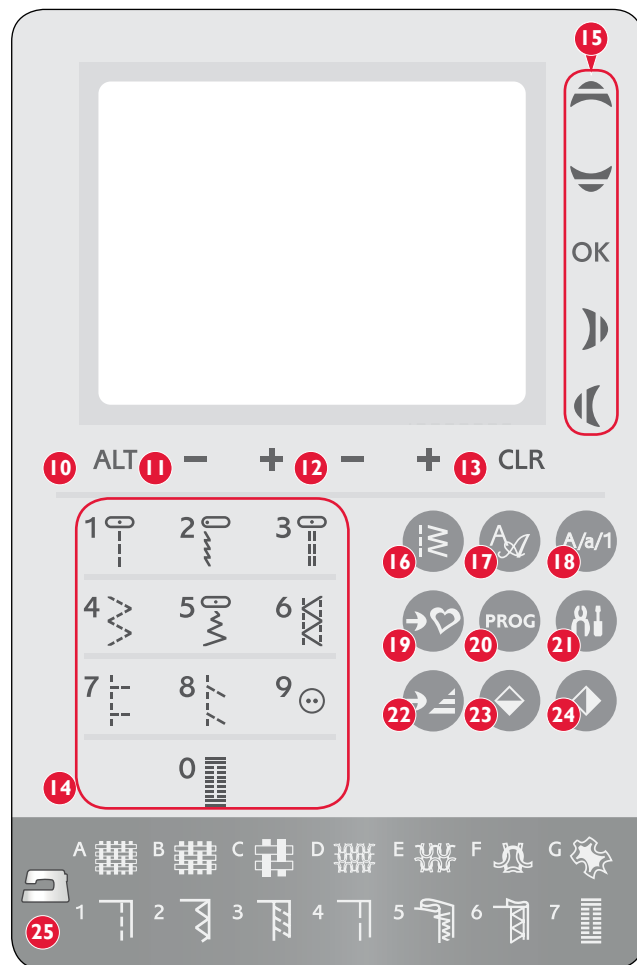 15
OK
10 ALT 11 − + 12 − + 13 CLR
1 2 3
16 17 A 18 A/a/1
4 5 6
19 20 PROG 21
7 8 9
22 23 24
14 0
A B C D E F G
25 1 2 3 4 5 6 7